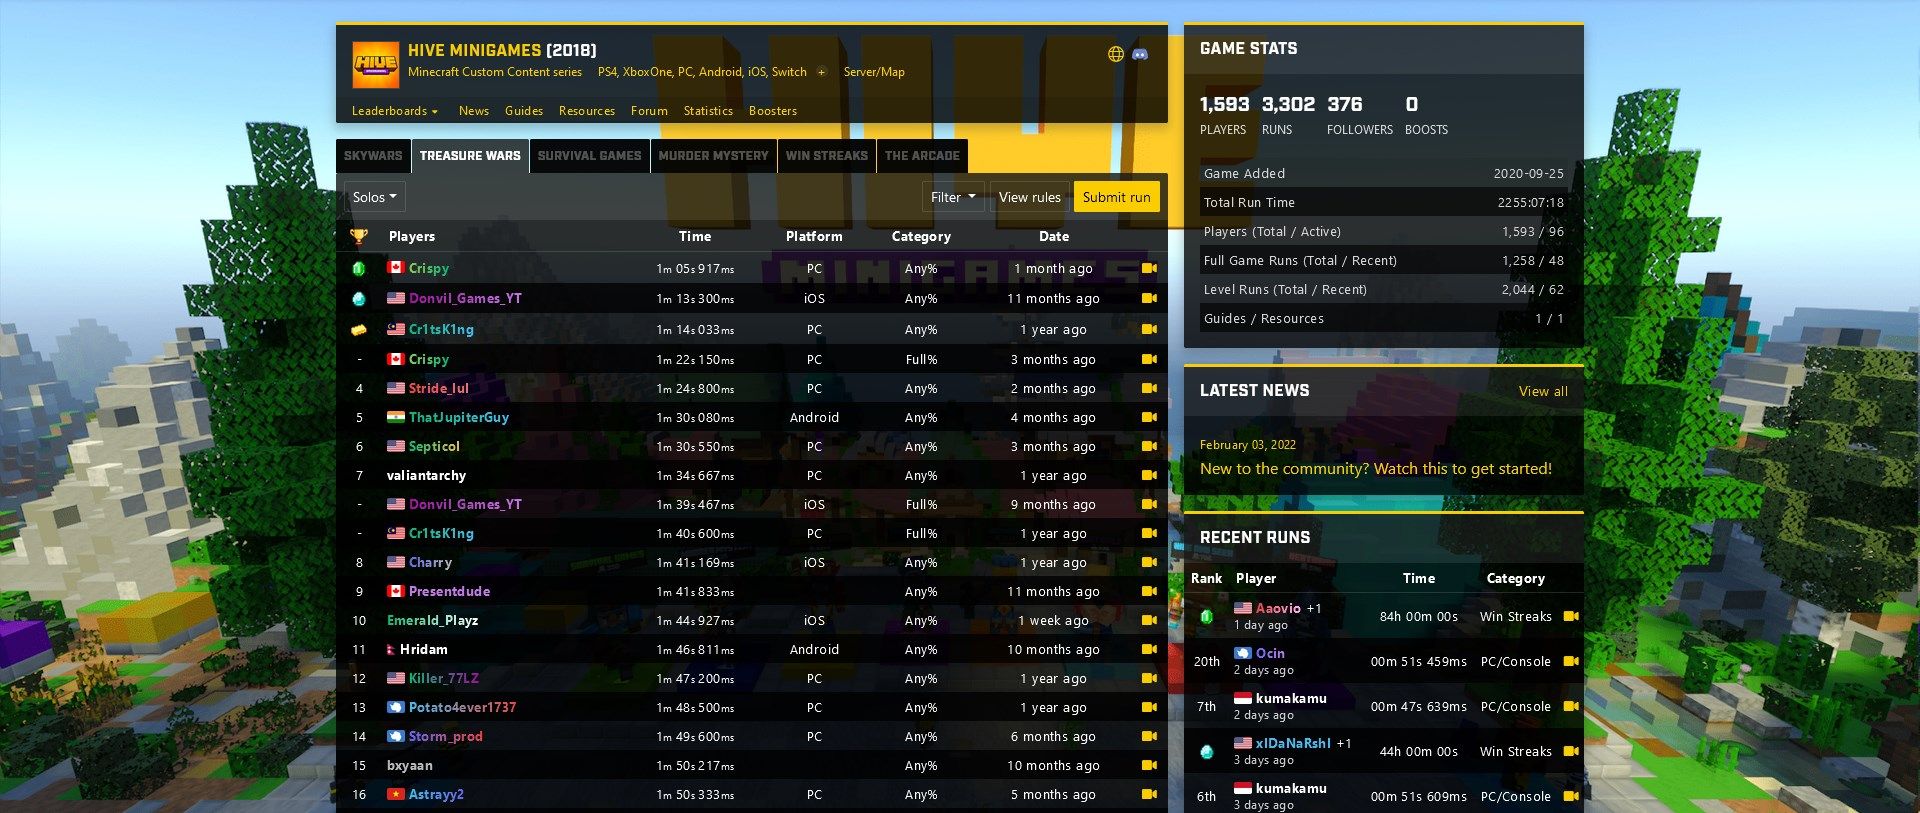 HIVE MINIGAMES (2018)
Minecraft Custom Content series PS4, XboxOne, PC, Android, iOS, Switch + Server/Map
Leaderboards News Guides Resources Forum Statistics Boosters
SKYWARS TREASURE WARS SURVIVAL GAMES MURDER MYSTERY WIN STREAKS THE ARCADE
Solos Filter View rules Submit run
Players Time Platform Category Date
Crispy 1m 05s 917ms PC Any% 1 month ago
Donvil_Games_YT 1m 13s 300ms iOS Any% 11 months ago
Cr1tsK1ng 1m 14s 033ms PC Any% 1 year ago
- Crispy 1m 22s 150ms PC Full% 3 months ago
4 Stride_lul 1m 24s 800ms PC Any% 2 months ago
5 ThatJupiterGuy 1m 30s 080ms Android Any% 4 months ago
6 Septicol 1m 30s 550ms PC Any% 3 months ago
7 valiantarchy 1m 34s 667ms PC Any% 1 year ago
- Donvil_Games_YT 1m 39s 467ms iOS Full% 9 months ago
- Cr1tsK1ng 1m 40s 600ms PC Full% 1 year ago
8 Charry 1m 41s 169ms iOS Any% 1 year ago
9 Presentdude 1m 41s 833ms Any% 11 months ago
10 Emerald_Playz 1m 44s 927ms iOS Any% 1 week ago
11 Hridam 1m 46s 811ms Android Any% 10 months ago
12 Killer_77LZ 1m 47s 200ms PC Any% 1 year ago
13 Potato4ever1737 1m 48s 500ms PC Any% 1 year ago
14 Storm_prod 1m 49s 600ms PC Any% 6 months ago
15 bxyaan 1m 50s 217ms Any% 10 months ago
16 Astrayy2 1m 50s 333ms PC Any% 5 months ago
HIVE
MINIGAMES
GAME STATS
1,593 3,302 376 0
PLAYERS RUNS FOLLOWERS BOOSTS
Game Added 2020-09-25
Total Run Time 2255:07:18
Players (Total / Active) 1,593 / 96
Full Game Runs (Total / Recent) 1,258 / 48
Level Runs (Total / Recent) 2,044 / 62
Guides / Resources 1 / 1
LATEST NEWS View all
February 03, 2022
New to the community? Watch this to get started!
RECENT RUNS
Rank Player Time Category
Aaovio +1 84h 00m 00s Win Streaks
1 day ago
20th Ocin 00m 51s 459ms PC/Console
2 days ago
7th kumakamu 00m 47s 639ms PC/Console
2 days ago
xlDaNaRshl +1 44h 00m 00s Win Streaks
3 days ago
6th kumakamu 00m 51s 609ms PC/Console
3 days ago